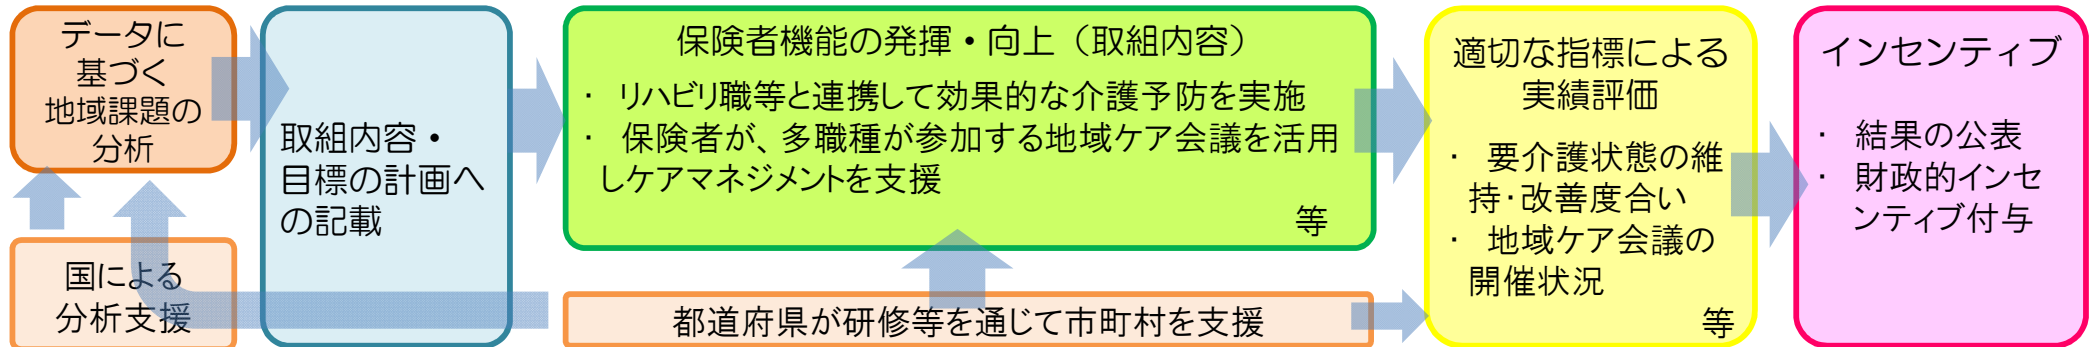 データに
基づく
地域課題の
分析
国による
分析支援
取組内容・
目標の計画へ
の記載
保険者機能の発揮・向上（取組内容）
・ リハビリ職等と連携して効果的な介護予防を実施
・ 保険者が、多職種が参加する地域ケア会議を活用
しケアマネジメントを支援
等
都道府県が研修等を通じて市町村を支援
適切な指標による
実績評価
・ 要介護状態の維
持・改善度合い
・ 地域ケア会議の
開催状況
等
インセンティブ
・ 結果の公表
・ 財政的インセ
ンティブ付与